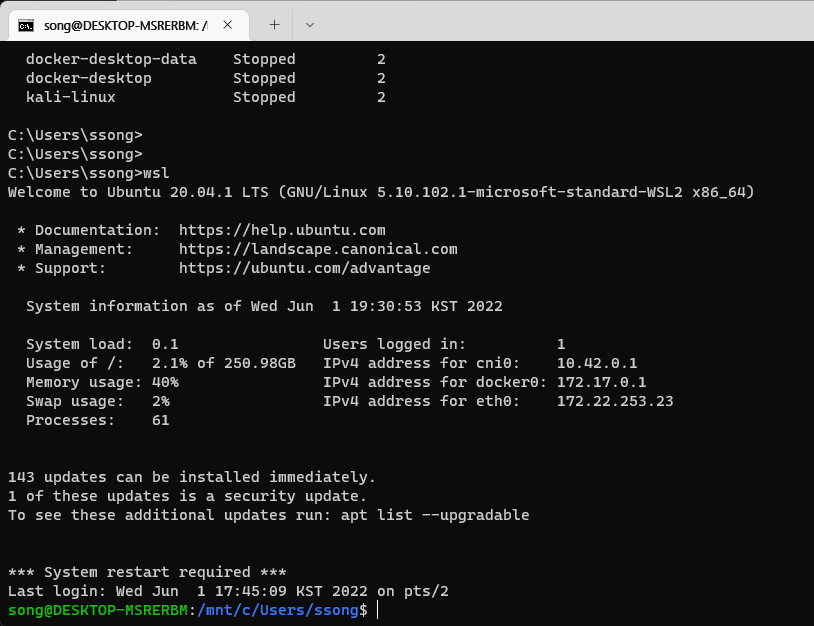 song@DESKTOP-MSRERBM: /
docker-desktop-data    Stopped         2
docker-desktop         Stopped         2
kali-linux             Stopped         2
C:\Users\ssong>
C:\Users\ssong>
C:\Users\ssong>wsl
Welcome to Ubuntu 20.04.1 LTS (GNU/Linux 5.10.102.1-microsoft-standard-WSL2 x86_64)
* Documentation:  https://help.ubuntu.com
* Management:     https://landscape.canonical.com
* Support:        https://ubuntu.com/advantage
System information as of Wed Jun  1 19:30:53 KST 2022
System load:  0.1                Users logged in:          1
Usage of /:   2.1% of 250.98GB   IPv4 address for cni0:    10.42.0.1
Memory usage: 40%                IPv4 address for docker0: 172.17.0.1
Swap usage:   2%                 IPv4 address for eth0:    172.22.253.23
Processes:    61
143 updates can be installed immediately.
1 of these updates is a security update.
To see these additional updates run: apt list --upgradable
*** System restart required ***
Last login: Wed Jun  1 17:45:09 KST 2022 on pts/2
song@DESKTOP-MSRERBM:/mnt/c/Users/ssong$